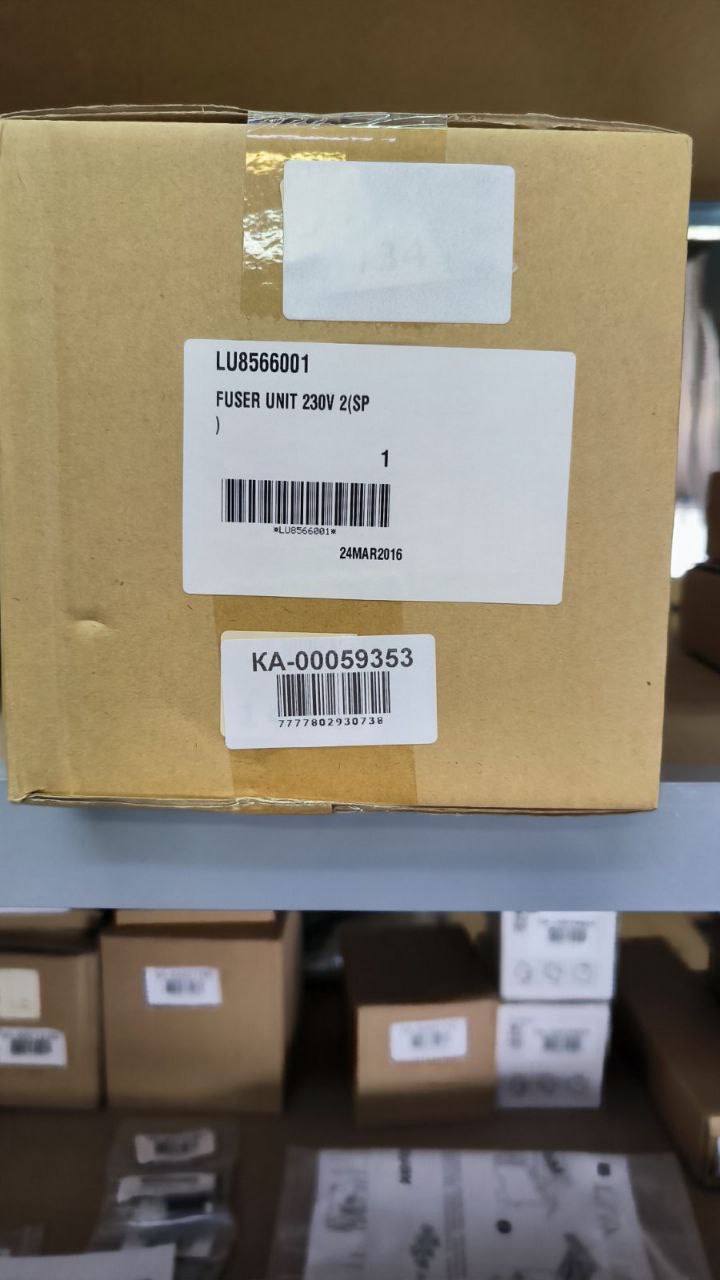 LU8566001
FUSER UNIT 230V 2(SP
)
1
*LU8566001*
24MAR2016
KA-00059353
7777802930738